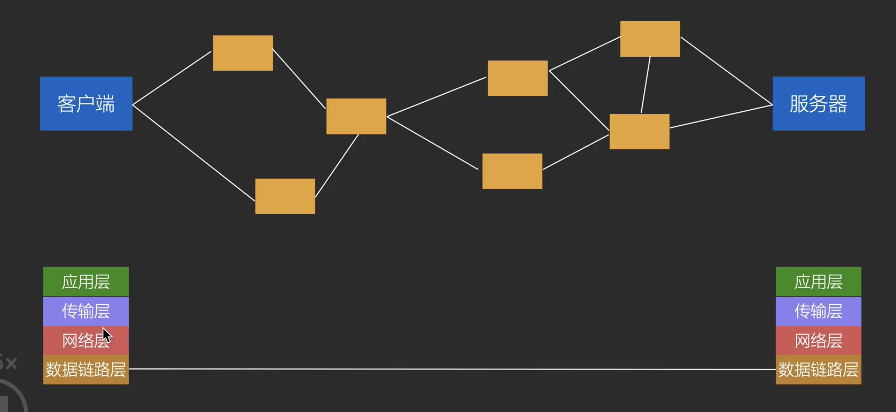 客户端
服务器
应用层
传输层
网络层
数据链路层
应用层
传输层
网络层
数据链路层